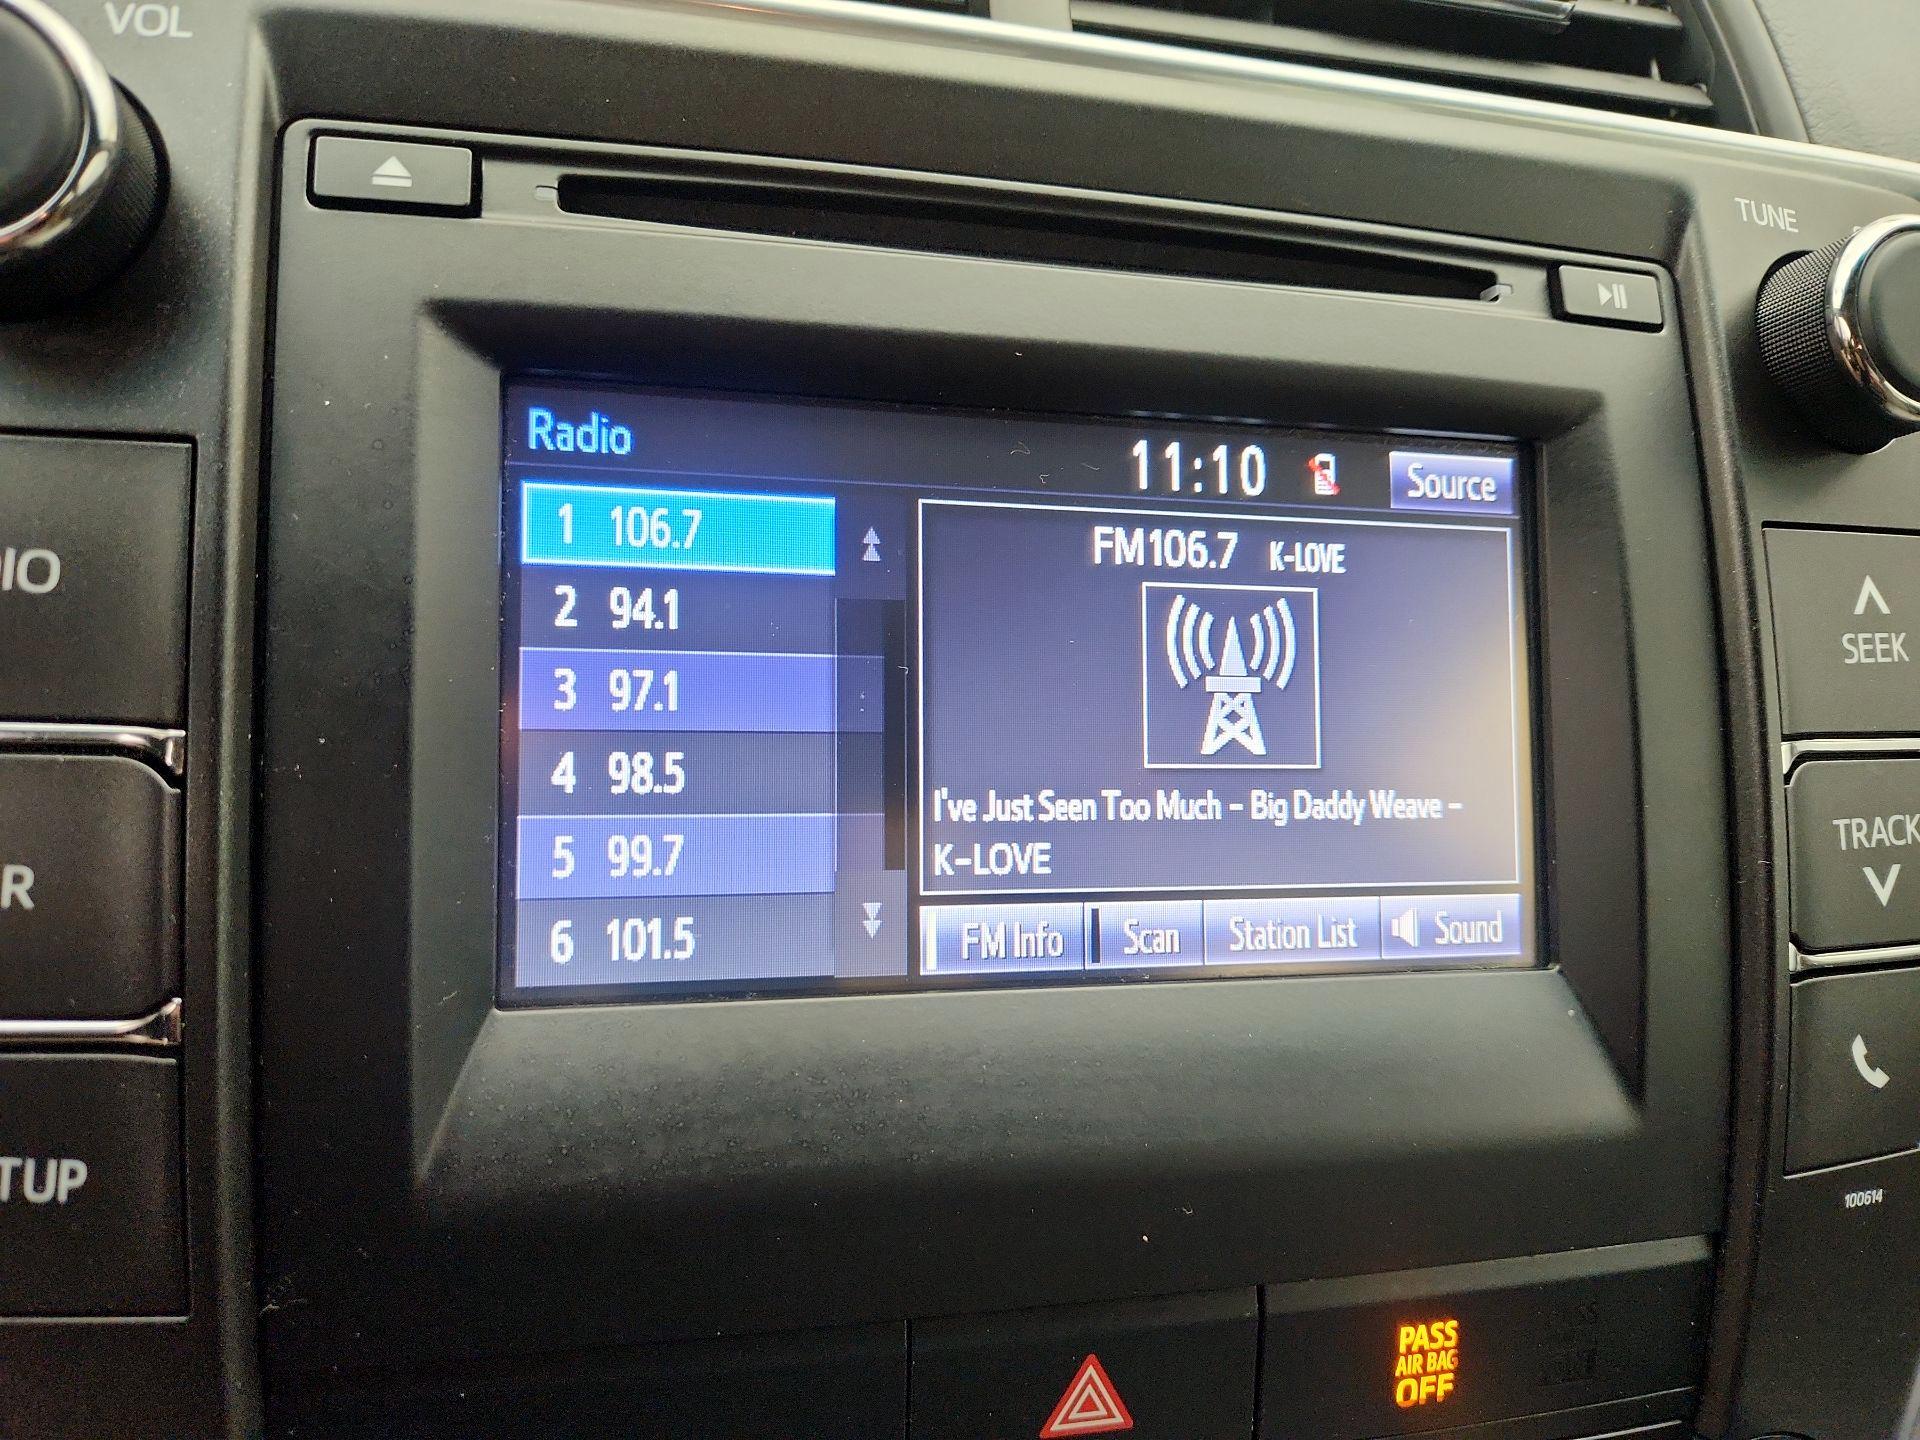 VOL
TUNE
Radio
11:10
Source
1 106.7
2 94.1
3 97.1
4 98.5
5 99.7
6 101.5
FM106.7 K-LOVE
I've Just Seen Too Much - Big Daddy Weave -
K-LOVE
FM Info
Scan
Station List
Sound
IO
R
TUP
SEEK
TRACK
100614
PASS
AIR BAG
OFF